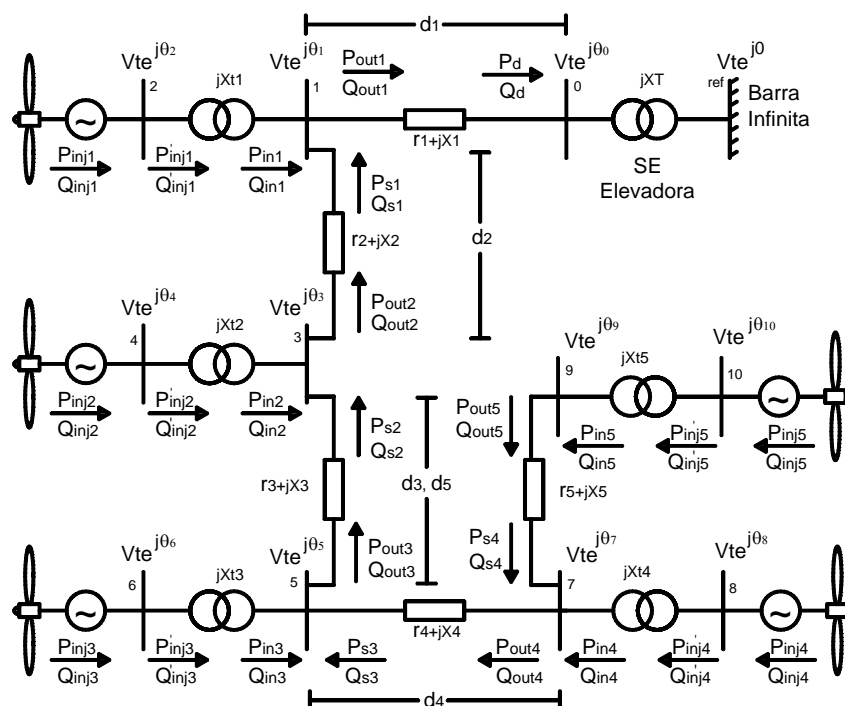 d1
Vte^jθ2
jXt1
Vte^jθ1
Pout1
Qout1
Pd
Qd
Vte^jθ0
jXT
Vte^j0
ref
2
1
0
Barra
Infinita
~
r1+jX1
SE
Elevadora
Pinj1
Qinj1
P'inj1
Q'inj1
Pin1
Qin1
Ps1
Qs1
r2+jX2
d2
Vte^jθ4
jXt2
Vte^jθ3
Pout2
Qout2
4
3
~
Vte^jθ9
jXt5
Vte^jθ10
9
10
~
Pinj2
Qinj2
P'inj2
Q'inj2
Pin2
Qin2
Ps2
Qs2
Pout5
Qout5
Pin5
Qin5
P'inj5
Q'inj5
Pinj5
Qinj5
r3+jX3
d3, d5
r5+jX5
Vte^jθ6
jXt3
Vte^jθ5
Pout3
Qout3
Ps4
Qs4
Vte^jθ7
jXt4
Vte^jθ8
6
5
7
8
~
~
r4+jX4
Pinj3
Qinj3
P'inj3
Q'inj3
Pin3
Qin3
Ps3
Qs3
Pout4
Qout4
Pin4
Qin4
P'inj4
Q'inj4
Pinj4
Qinj4
d4